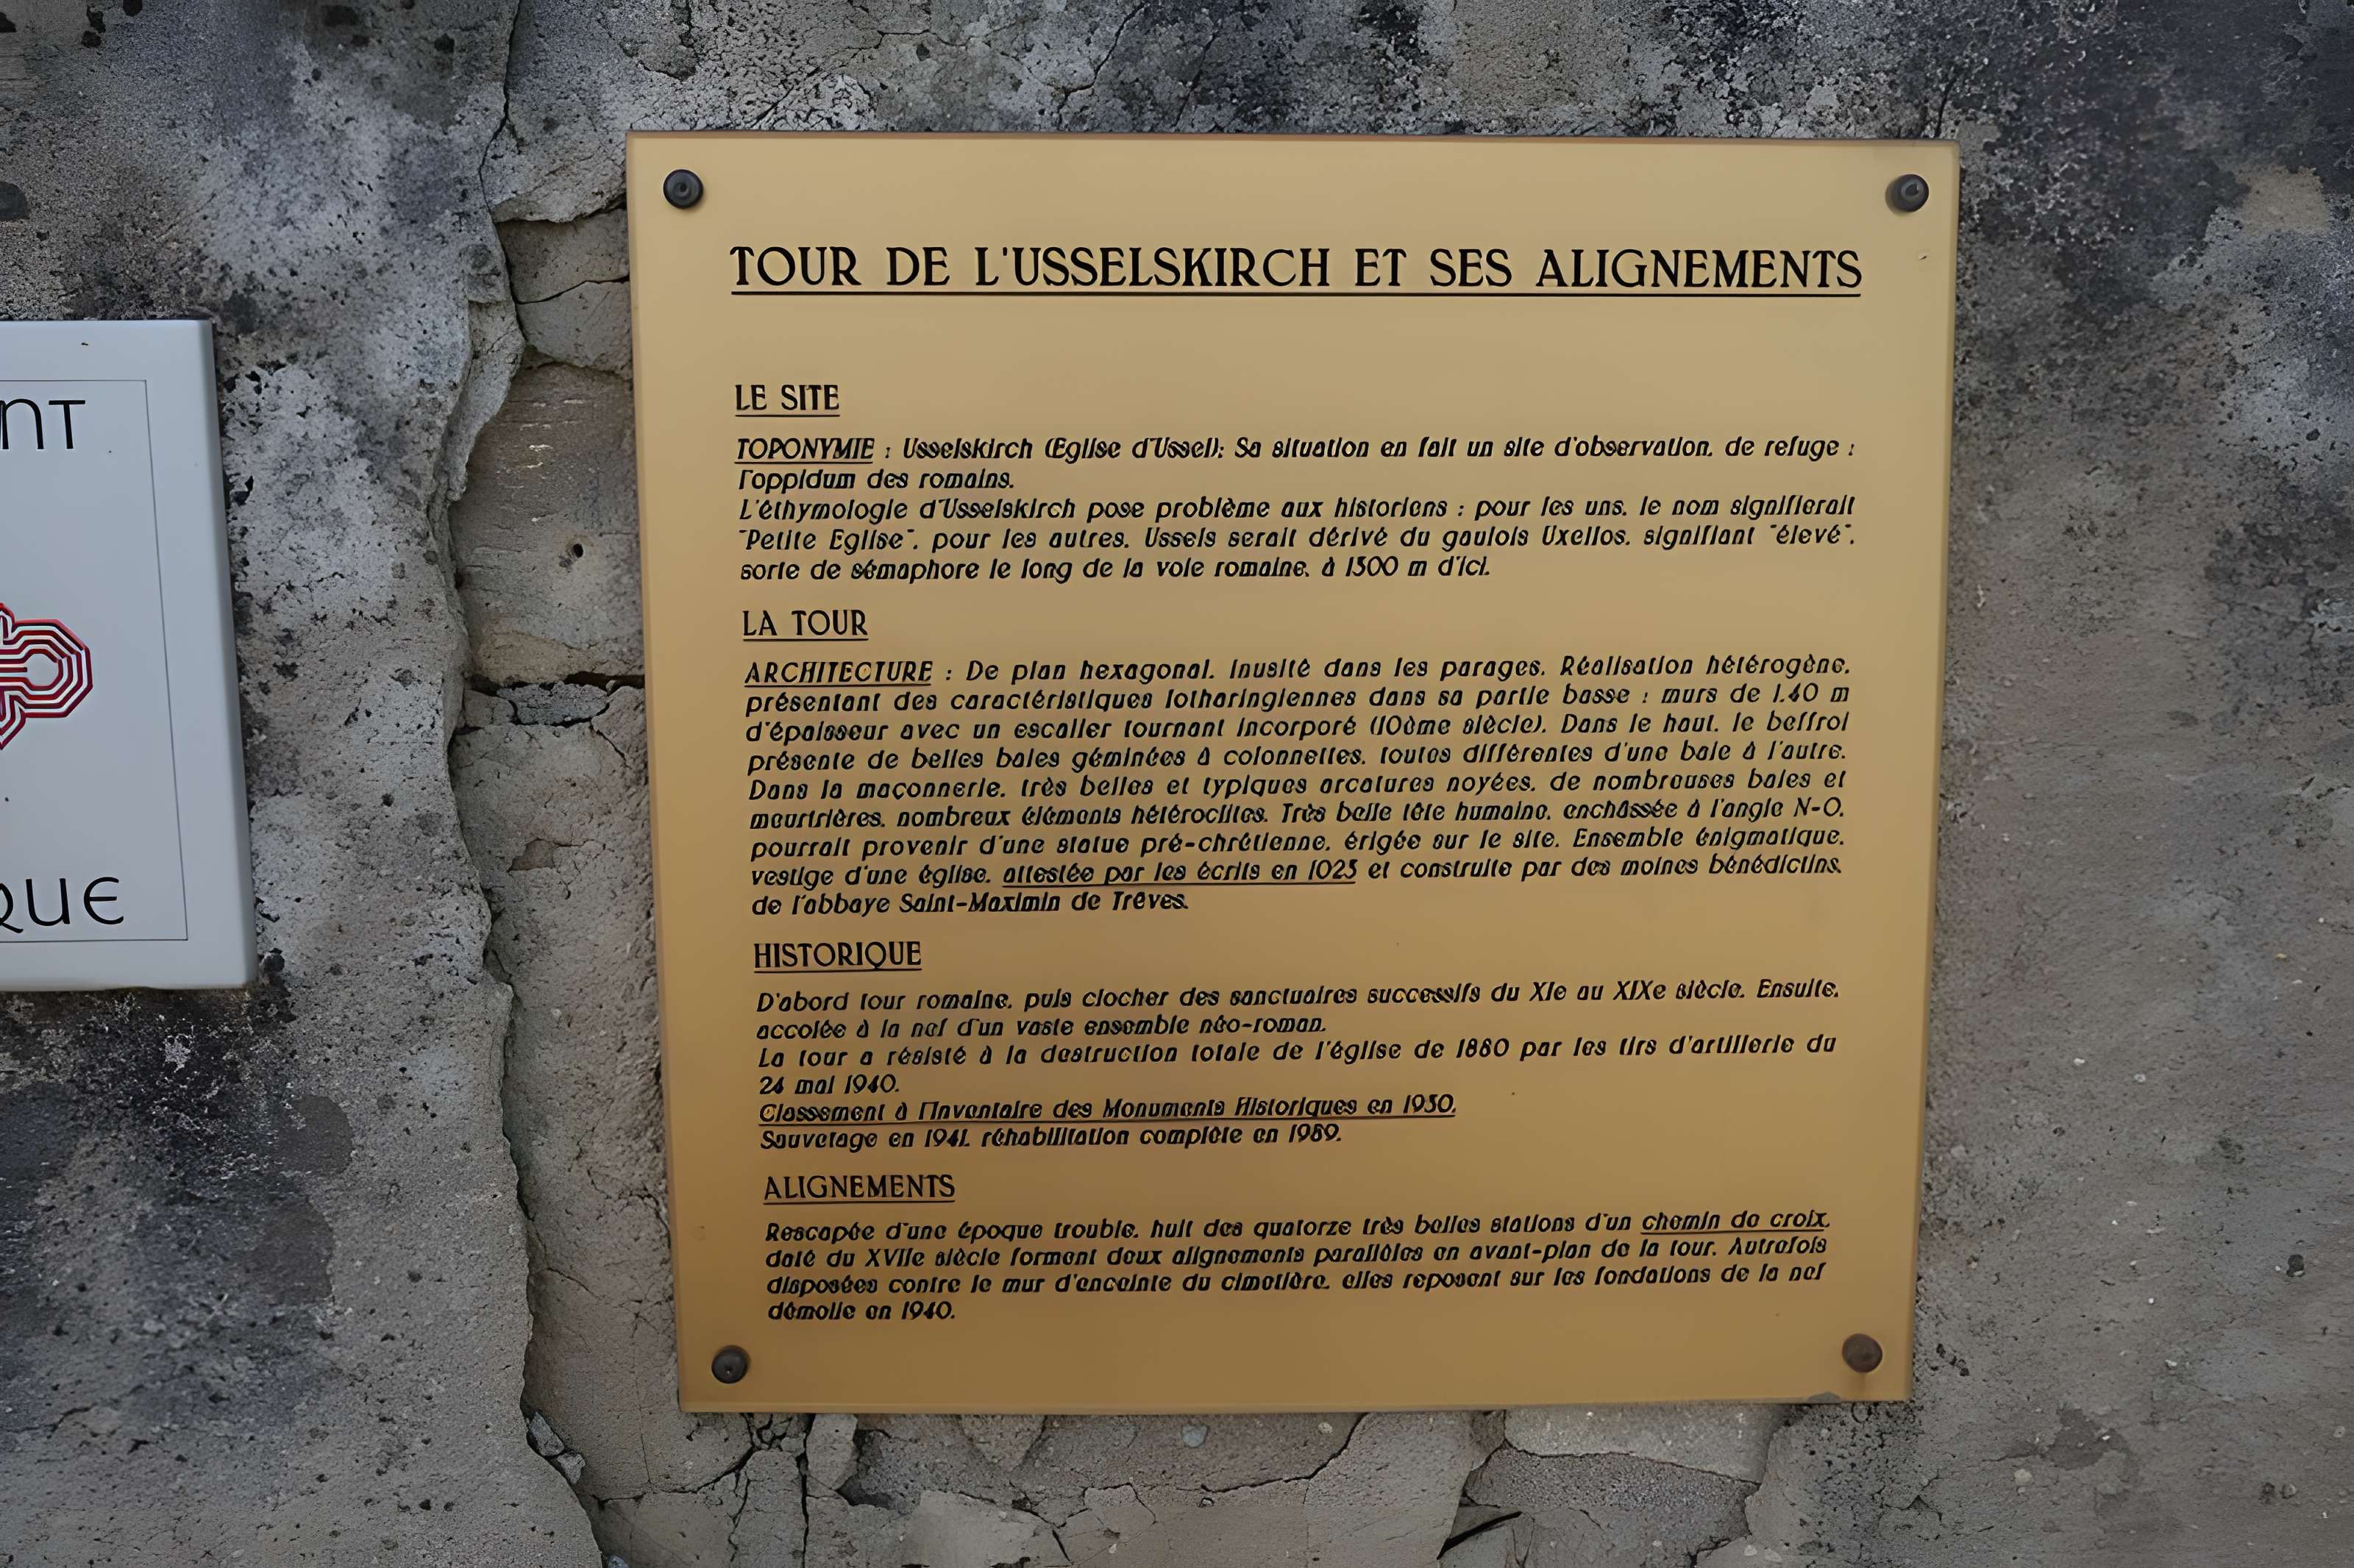 NT
QUE
TOUR DE L'USSELSKIRCH ET SES ALIGNEMENTS
LE SITE
TOPONYMIE : Usselskirch (Eglise d'Ussel): Sa situation en fait un site d'observation, de refuge :
l'oppidum des romains.
L'éthymologie d'Usselskirch pose problème aux historiens : pour les uns, le nom signifierait
"Petite Eglise", pour les autres, Ussels serait dérivé du gaulois Uxellos, signifiant "élevé",
sorte de sémaphore le long de la voie romaine, à 1500 m d'ici.
LA TOUR
ARCHITECTURE : De plan hexagonal, inusité dans les parages. Réalisation hétérogène,
présentant des caractéristiques lotharingiennes dans sa partie basse : murs de 1,40 m
d'épaisseur avec un escalier tournant incorporé (10ème siècle). Dans le haut, le beffroi
présente de belles baies géminées à colonnettes, toutes différentes d'une baie à l'autre.
Dans la maçonnerie, très belles et typiques arcatures noyées, de nombreuses baies et
meurtrières, nombreux éléments hétéroclites. Très belle tête humaine, enchâssée à l'angle N-O,
pourrait provenir d'une statue pré-chrétienne, érigée sur le site. Ensemble énigmatique,
vestige d'une église, attestée par les écrits en 1025 et construite par des moines bénédictins,
de l'abbaye Saint-Maximin de Trêves.
HISTORIQUE
D'abord tour romaine, puis clocher des sanctuaires successifs du XIe au XIXe siècle. Ensuite,
accolée à la nef d'un vaste ensemble néo-roman.
La tour a résisté à la destruction totale de l'église de 1880 par les tirs d'artillerie du
24 mai 1940.
Classement à l'Inventaire des Monuments Historiques en 1930.
Sauvetage en 1941, réhabilitation complète en 1989.
ALIGNEMENTS
Rescapée d'une époque trouble, huit des quatorze très belles stations d'un chemin de croix,
daté du XVIIe siècle forment deux alignements parallèles en avant-plan de la tour. Autrefois
disposées contre le mur d'enceinte du cimetière, elles reposent sur les fondations de la nef
démolie en 1940.